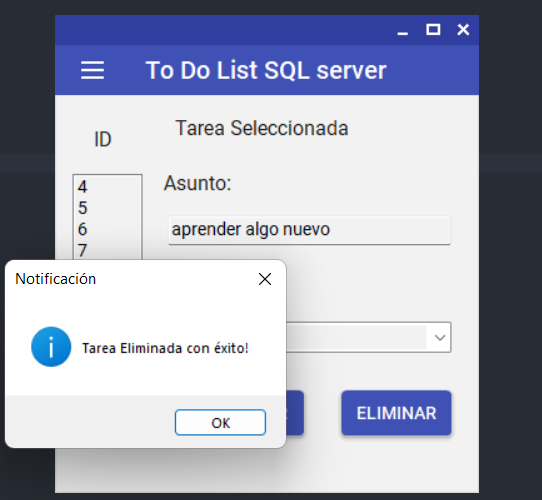 To Do List SQL server
ID
Tarea Seleccionada
4
5
6
7
Asunto:
aprender algo nuevo
Notificación
Tarea Eliminada con éxito!
OK
ELIMINAR